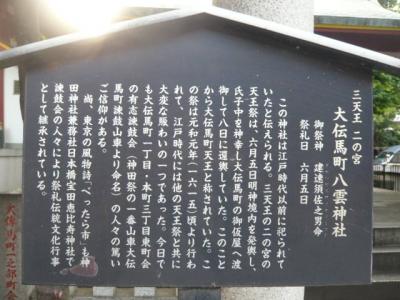 三天王 二の宮
大伝馬町八雲神社
御祭神 建速須佐之男命
祭礼日 六月五日
この神社は江戸時代以前に祀られて
いたと伝えられる。三天王の二の宮の
天王祭は、六月五日明神境内を発輿し、
氏子中を神幸し大伝馬町の御仮屋へ渡
御して八日に還輿していた。このこと
から大伝馬町天王と称されていた。こ
の祭は元和元年(一六一五)頃より行わ
れて、江戸時代には他の天王祭と共に
大変な賑わいの一つであった。今日で
も大伝馬町一丁目・本町三丁目東町会
の有志諫鼓会(神田祭の一番山車大伝
馬町諫鼓山車より命名)の人々の篤い
ご信仰がある。
尚、東京の風物詩「べったら市」も神
田神社兼務社日本橋宝田恵比寿神社で
諫鼓会の人々により祭礼伝統文化行事
として継承されている。